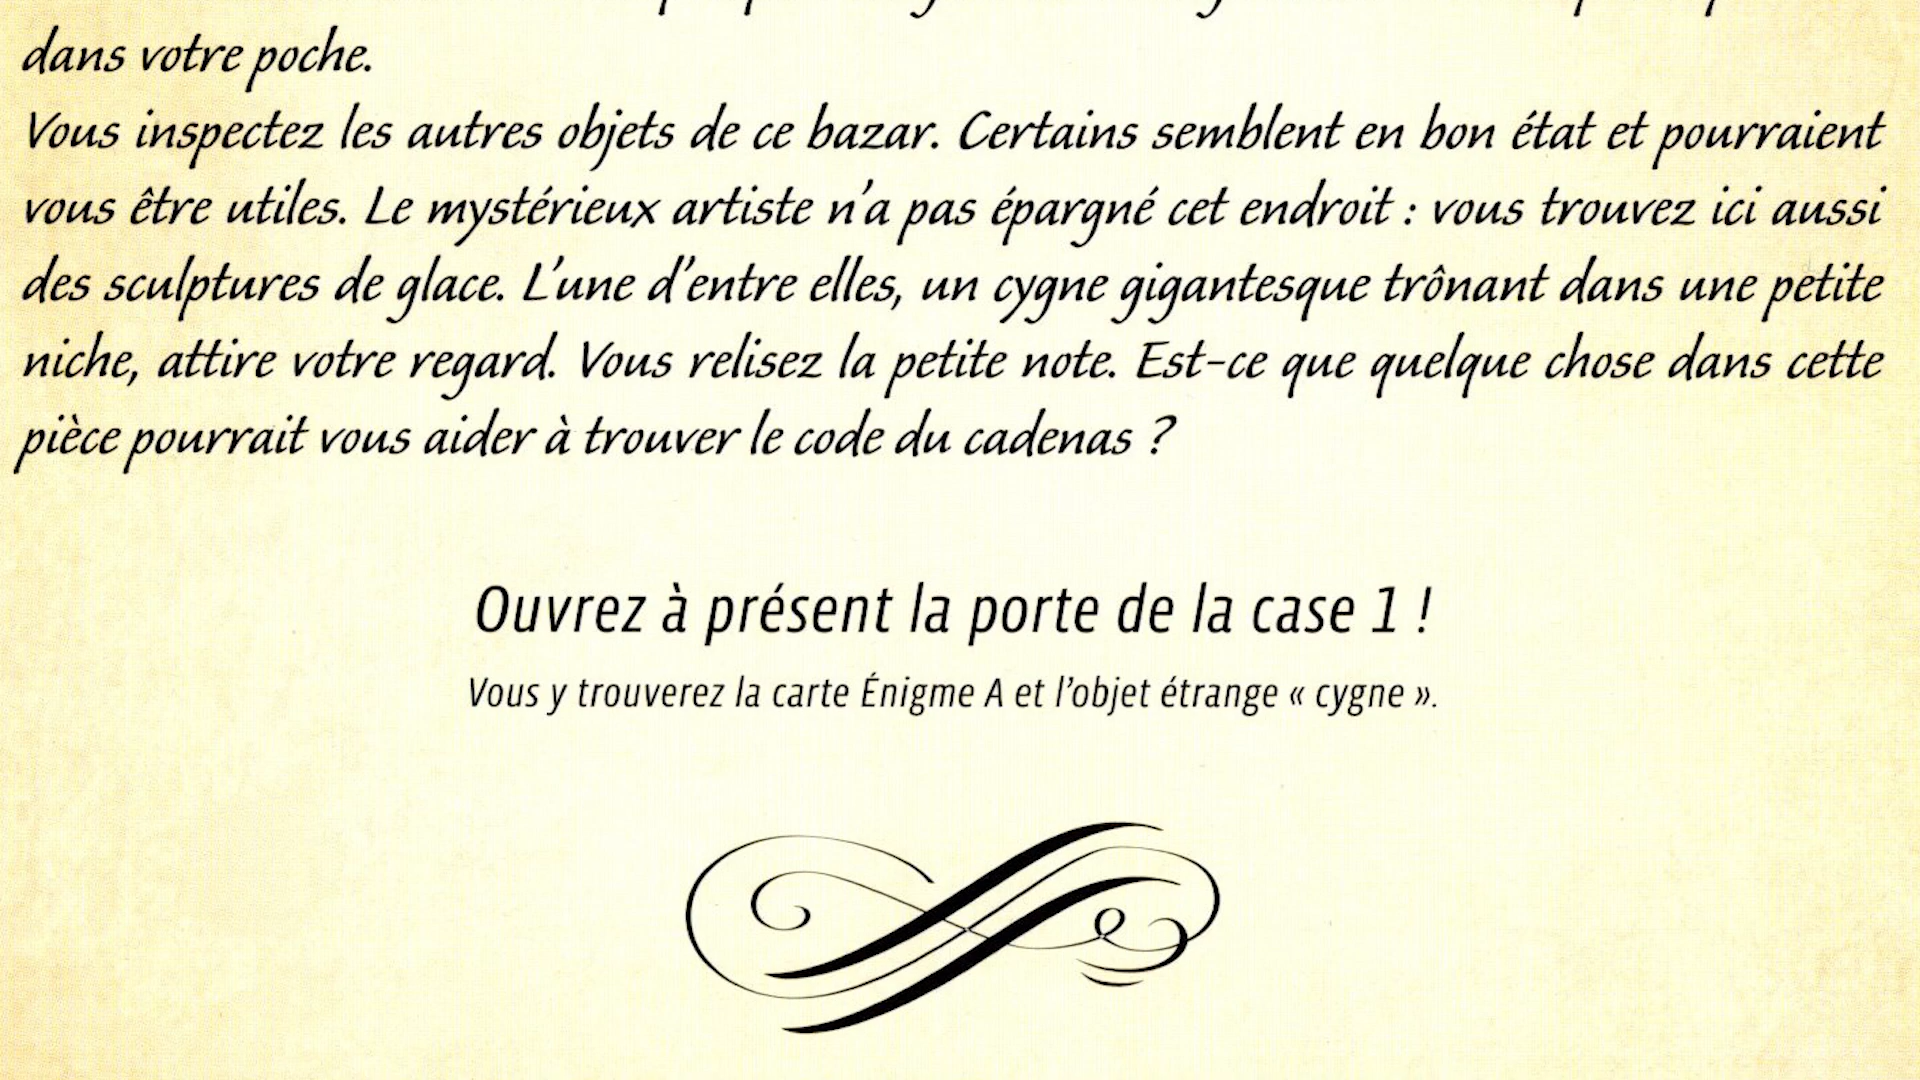 dans votre poche.
Vous inspectez les autres objets de ce bazar. Certains semblent en bon état et pourraient
vous être utiles. Le mystérieux artiste n'a pas épargné cet endroit : vous trouvez ici aussi
des sculptures de glace. L'une d'entre elles, un cygne gigantesque trônant dans une petite
niche, attire votre regard. Vous relisez la petite note. Est-ce que quelque chose dans cette
pièce pourrait vous aider à trouver le code du cadenas ?
Ouvrez à présent la porte de la case 1 !
Vous y trouverez la carte Énigme A et l'objet étrange « cygne ».